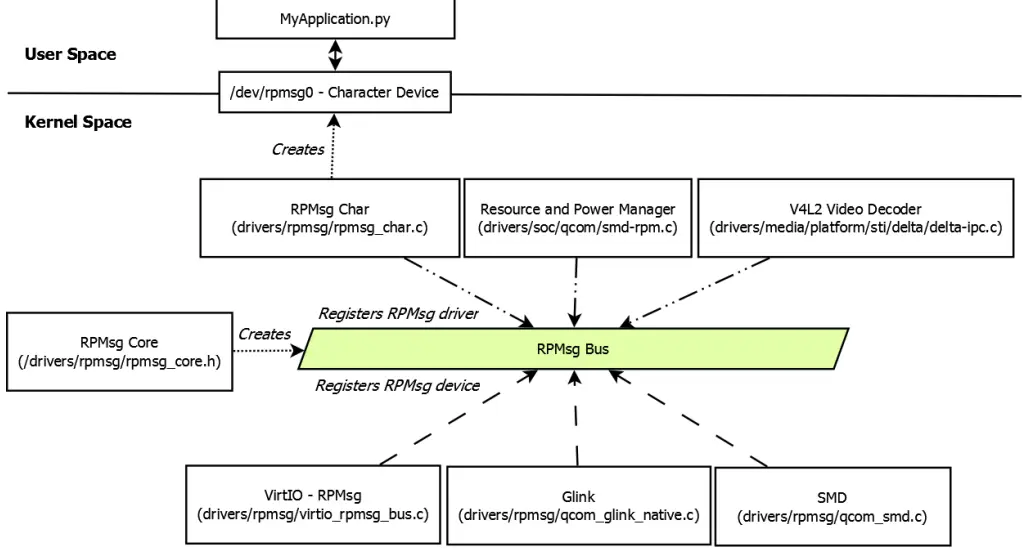 MyApplication.py
User Space
/dev/rpmsg0 - Character Device
Kernel Space
Creates
RPMsg Char
(drivers/rpmsg/rpmsg_char.c)
Resource and Power Manager
(drivers/soc/qcom/smd-rpm.c)
V4L2 Video Decoder
(drivers/media/platform/sti/delta/delta-ipc.c)
Registers RPMsg driver
RPMsg Core
(/drivers/rpmsg/rpmsg_core.h)
Creates
RPMsg Bus
Registers RPMsg device
VirtIO - RPMsg
(drivers/rpmsg/virtio_rpmsg_bus.c)
Glink
(drivers/rpmsg/qcom_glink_native.c)
SMD
(drivers/rpmsg/qcom_smd.c)